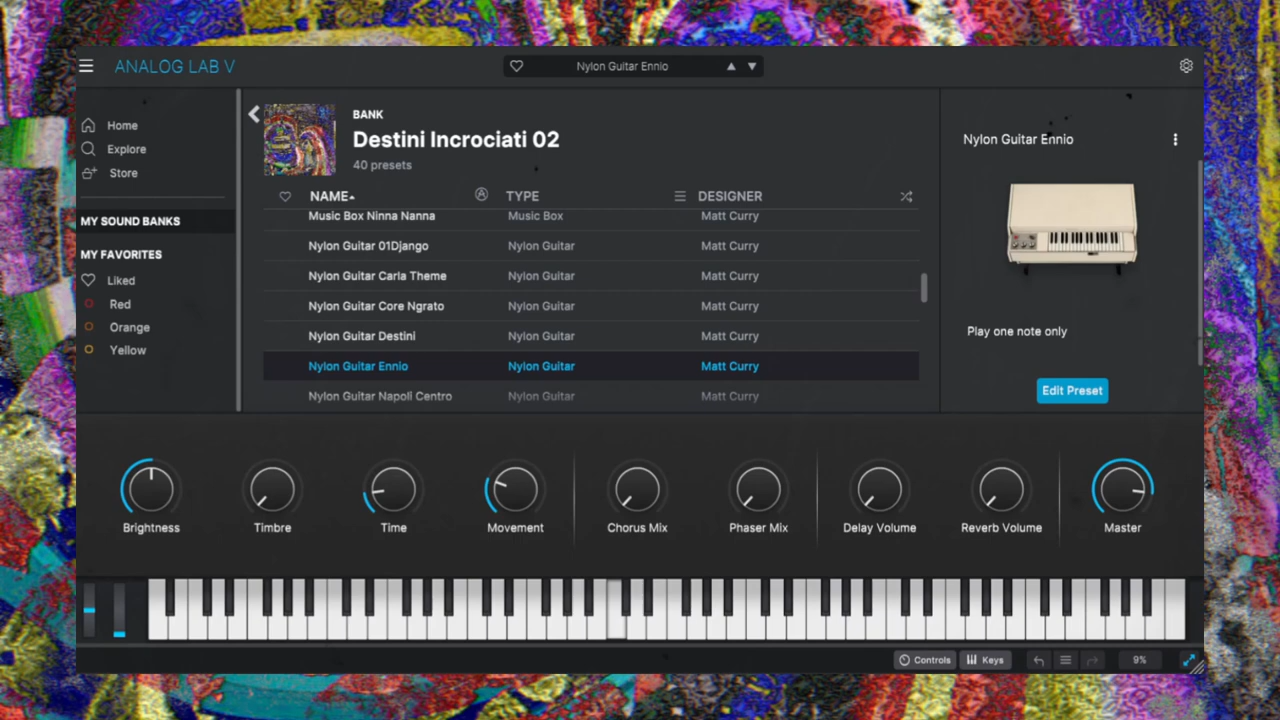 ANALOG LAB V
Nylon Guitar Ennio
Home
Explore
Store
MY SOUND BANKS
MY FAVORITES
Liked
Red
Orange
Yellow
BANK
Destini Incrociati 02
40 presets
NAME TYPE DESIGNER
Music Box Ninna Nanna Music Box Matt Curry
Nylon Guitar 01Django Nylon Guitar Matt Curry
Nylon Guitar Carla Theme Nylon Guitar Matt Curry
Nylon Guitar Core Ngrato Nylon Guitar Matt Curry
Nylon Guitar Destini Nylon Guitar Matt Curry
Nylon Guitar Ennio Nylon Guitar Matt Curry
Nylon Guitar Napoli Centro Nylon Guitar Matt Curry
Nylon Guitar Ennio
Play one note only
Edit Preset
Brightness Timbre Time Movement Chorus Mix Phaser Mix Delay Volume Reverb Volume Master
Controls Keys 9%